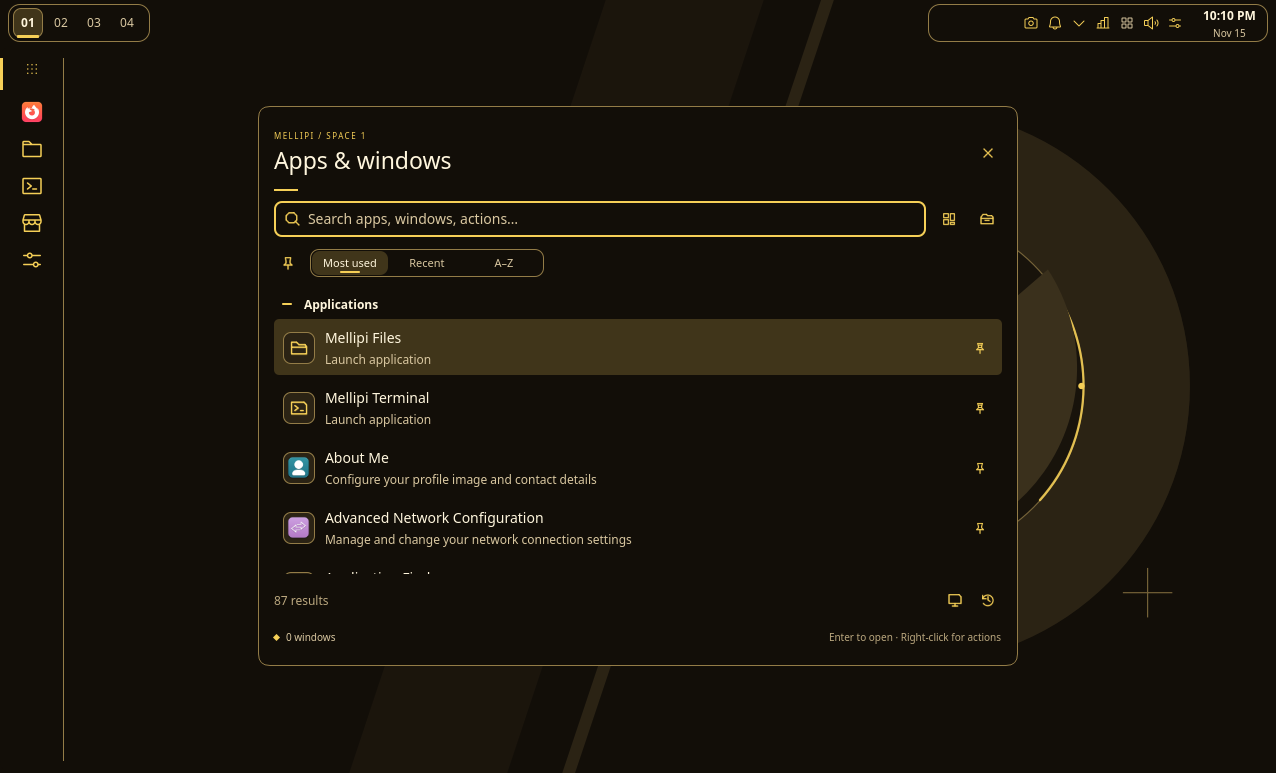 01 02 03 04
10:10 PM
Nov 15
MELLIPI / SPACE 1
Apps & windows
Search apps, windows, actions...
Most used Recent A–Z
Applications
Mellipi Files
Launch application
Mellipi Terminal
Launch application
About Me
Configure your profile image and contact details
Advanced Network Configuration
Manage and change your network connection settings
87 results
0 windows
Enter to open · Right-click for actions